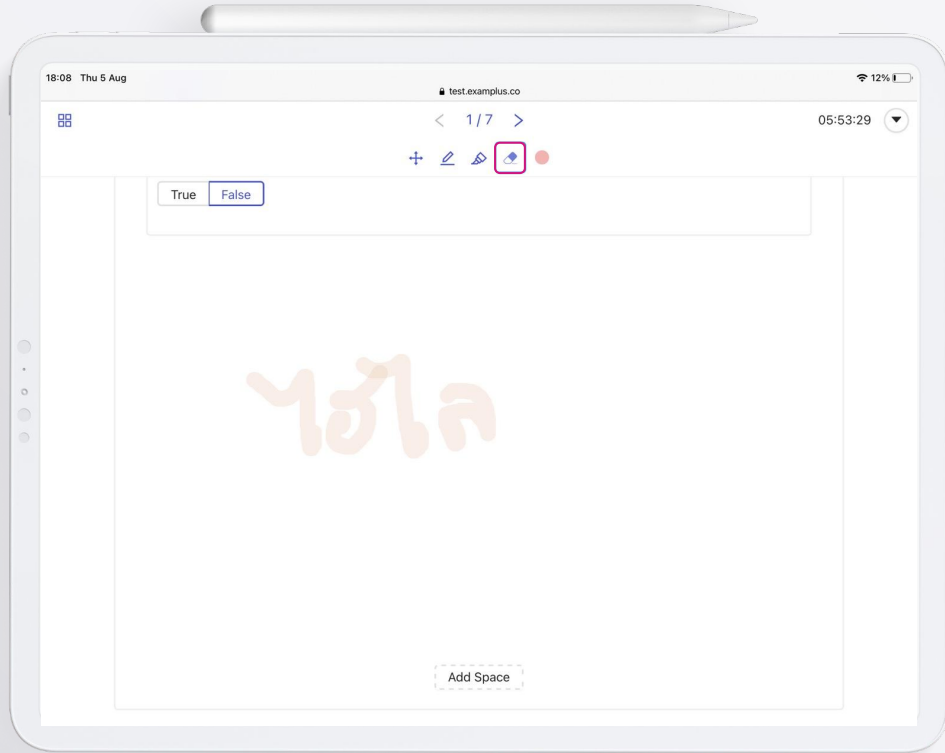 18:08 Thu 5 Aug 12%
test.examplus.co
1/7 05:53:29
True False
ไฮ้ไล
Add Space